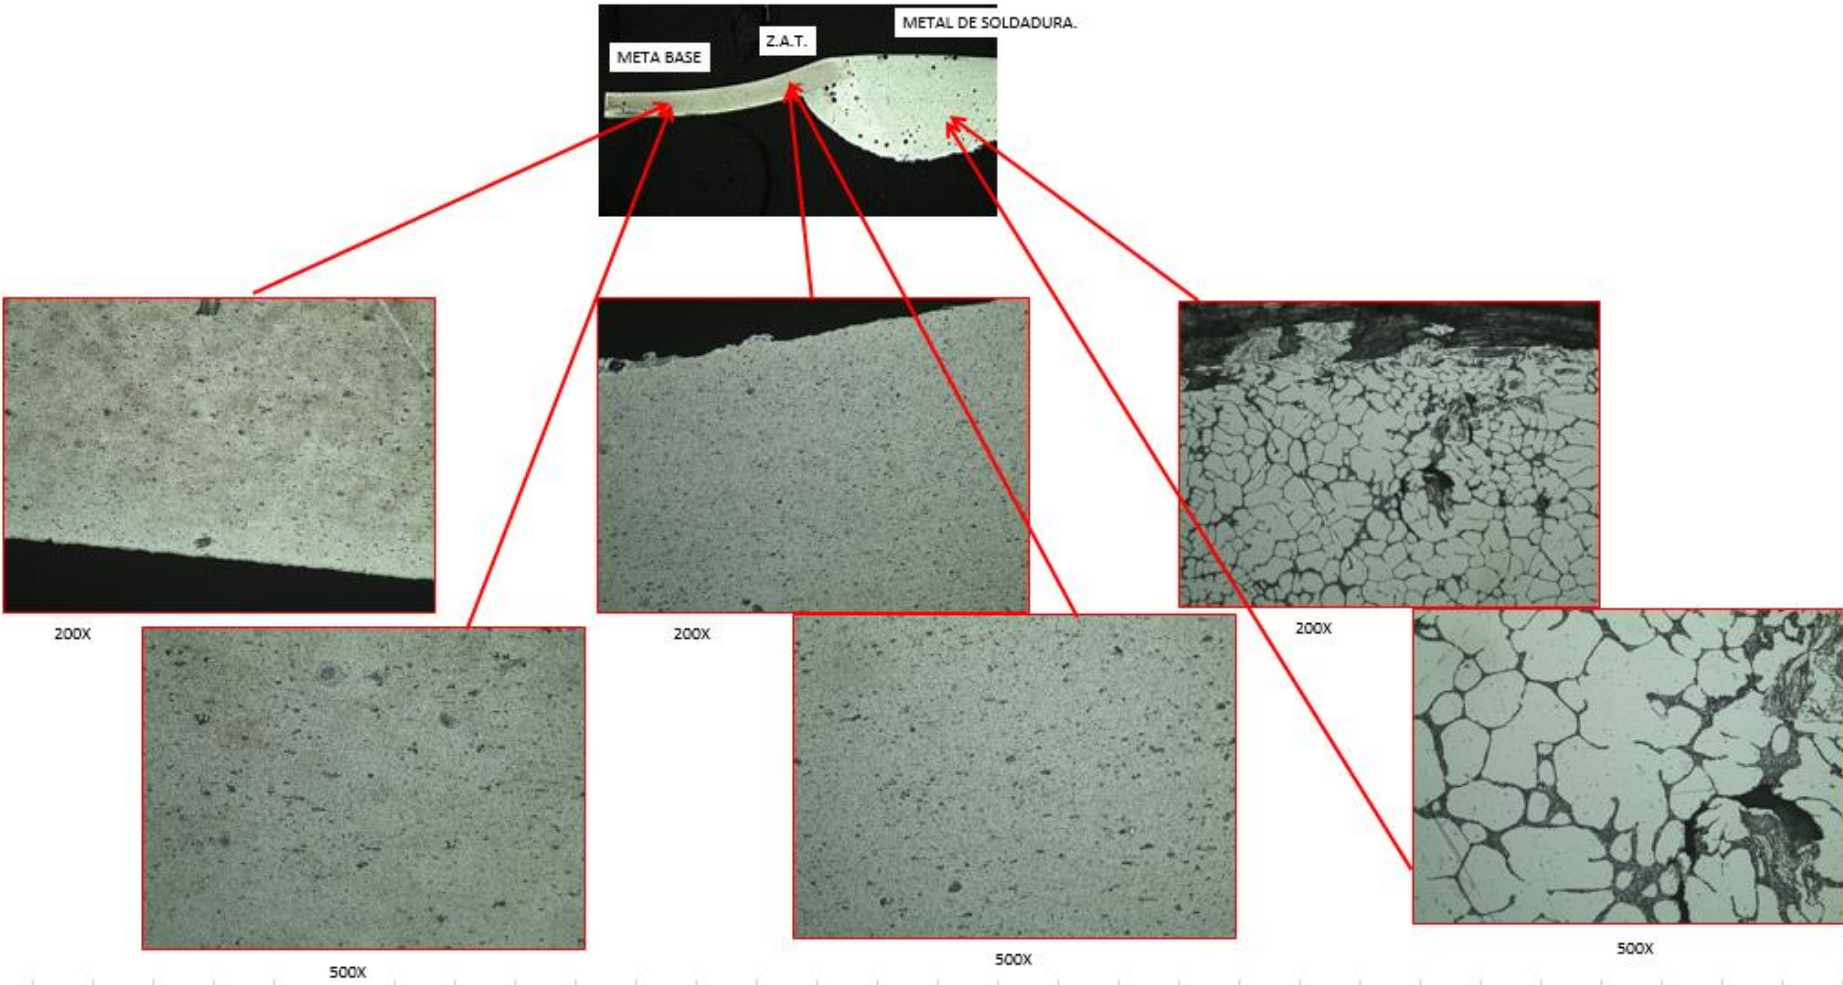 METAL DE SOLDADURA.
Z.A.T.
META BASE
200X
200X
200X
500X
500X
500X